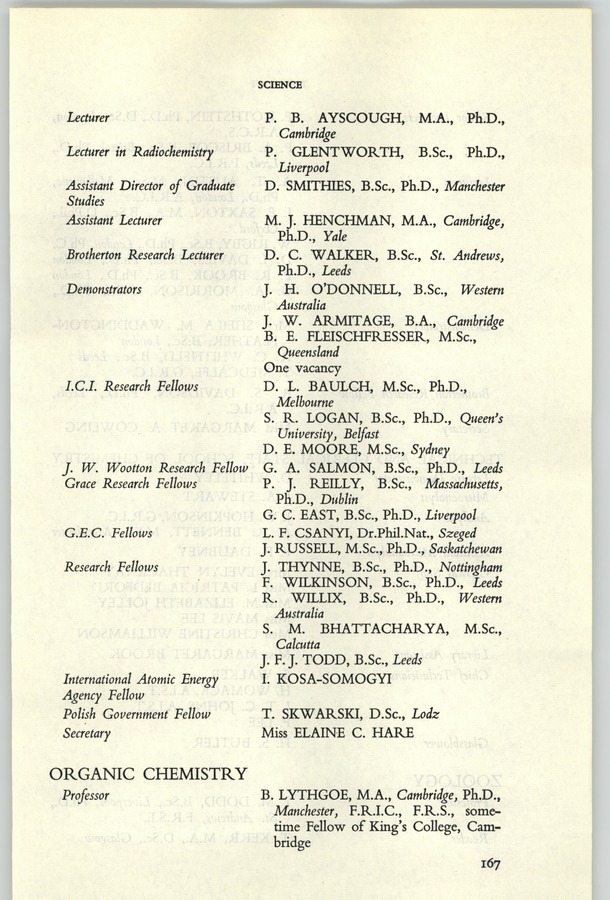 SCIENCE
Lecturer P. B. AYSCOUGH, M.A., Ph.D.,
Cambridge
Lecturer in Radiochemistry P. GLENTWORTH, B.Sc., Ph.D.,
Liverpool
Assistant Director of Graduate D. SMITHIES, B.Sc., Ph.D., Manchester
Studies
Assistant Lecturer M. J. HENCHMAN, M.A., Cambridge,
Ph.D., Yale
Brotherton Research Lecturer D. C. WALKER, B.Sc., St. Andrews,
Ph.D., Leeds
Demonstrators J. H. O'DONNELL, B.Sc., Western
Australia
J. W. ARMITAGE, B.A., Cambridge
B. E. FLEISCHFRESSER, M.Sc.,
Queensland
One vacancy
I.C.I. Research Fellows D. L. BAULCH, M.Sc., Ph.D.,
Melbourne
S. R. LOGAN, B.Sc., Ph.D., Queen's
University, Belfast
D. E. MOORE, M.Sc., Sydney
J. W. Wootton Research Fellow G. A. SALMON, B.Sc., Ph.D., Leeds
Grace Research Fellows P. J. REILLY, B.Sc., Massachusetts,
Ph.D., Dublin
G. C. EAST, B.Sc., Ph.D., Liverpool
G.E.C. Fellows L. F. CSANYI, Dr.Phil.Nat., Szeged
J. RUSSELL, M.Sc., Ph.D., Saskatchewan
Research Fellows J. THYNNE, B.Sc., Ph.D., Nottingham
F. WILKINSON, B.Sc., Ph.D., Leeds
R. WILLIX, B.Sc., Ph.D., Western
Australia
S. M. BHATTACHARYA, M.Sc.,
Calcutta
J. F. J. TODD, B.Sc., Leeds
International Atomic Energy I. KOSA-SOMOGYI
Agency Fellow
Polish Government Fellow T. SKWARSKI, D.Sc., Lodz
Secretary Miss ELAINE C. HARE
ORGANIC CHEMISTRY
Professor B. LYTHGOE, M.A., Cambridge, Ph.D.,
Manchester, F.R.I.C., F.R.S., some-
time Fellow of King's College, Cam-
bridge
167